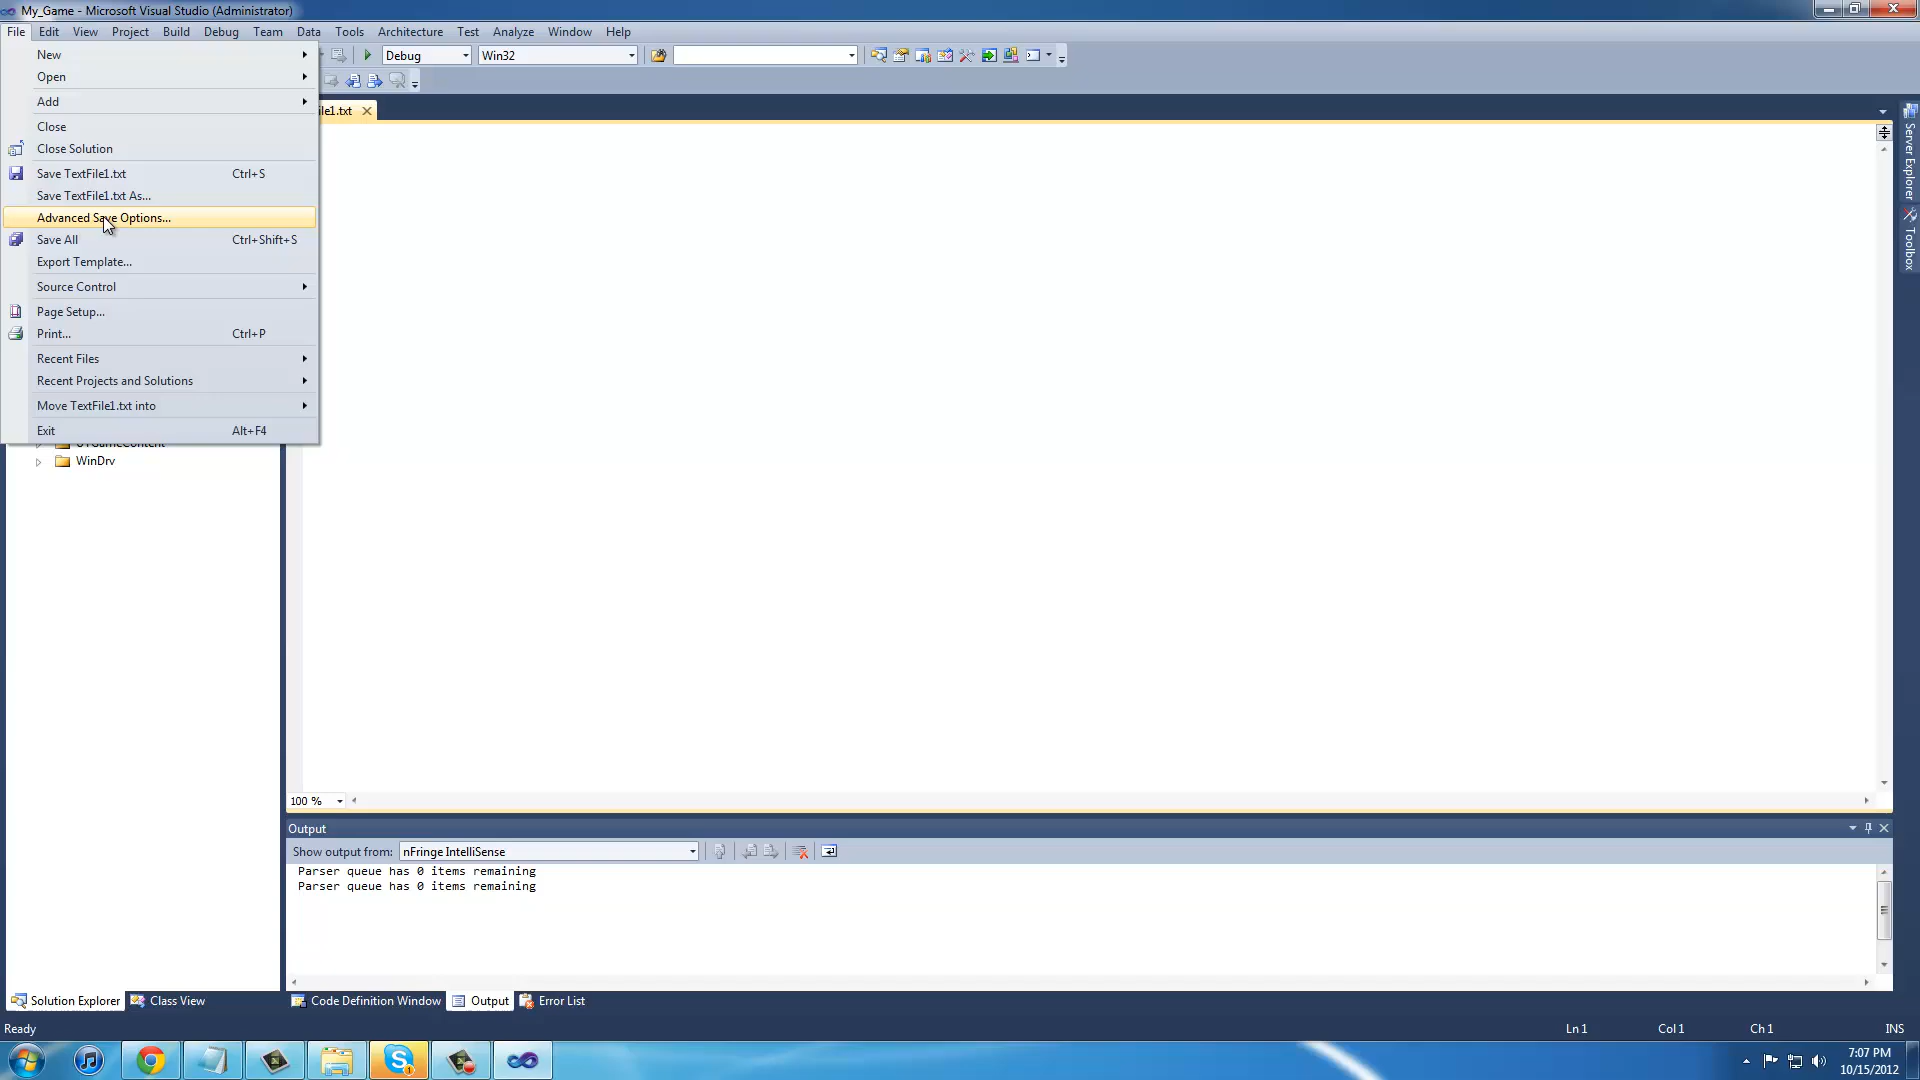 My_Game - Microsoft Visual Studio (Administrator)
File Edit View Project Build Debug Team Data Tools Architecture Test Analyze Window Help
New
Debug
Win32
Open
Add
Close
ile1.txt
Close Solution
Save TextFile1.txt Ctrl+S
Save TextFile1.txt As...
Advanced Save Options...
Save All Ctrl+Shift+S
Export Template...
Source Control
Page Setup...
Print... Ctrl+P
Recent Files
Recent Projects and Solutions
Move TextFile1.txt into
Exit Alt+F4
UTGameContent
WinDrv
Server Explorer
Toolbox
100 %
Output
Show output from: nFringe IntelliSense
Parser queue has 0 items remaining
Parser queue has 0 items remaining
Solution Explorer Class View Code Definition Window Output Error List
Ready Ln 1 Col 1 Ch 1 INS
1
7:07 PM
10/15/2012